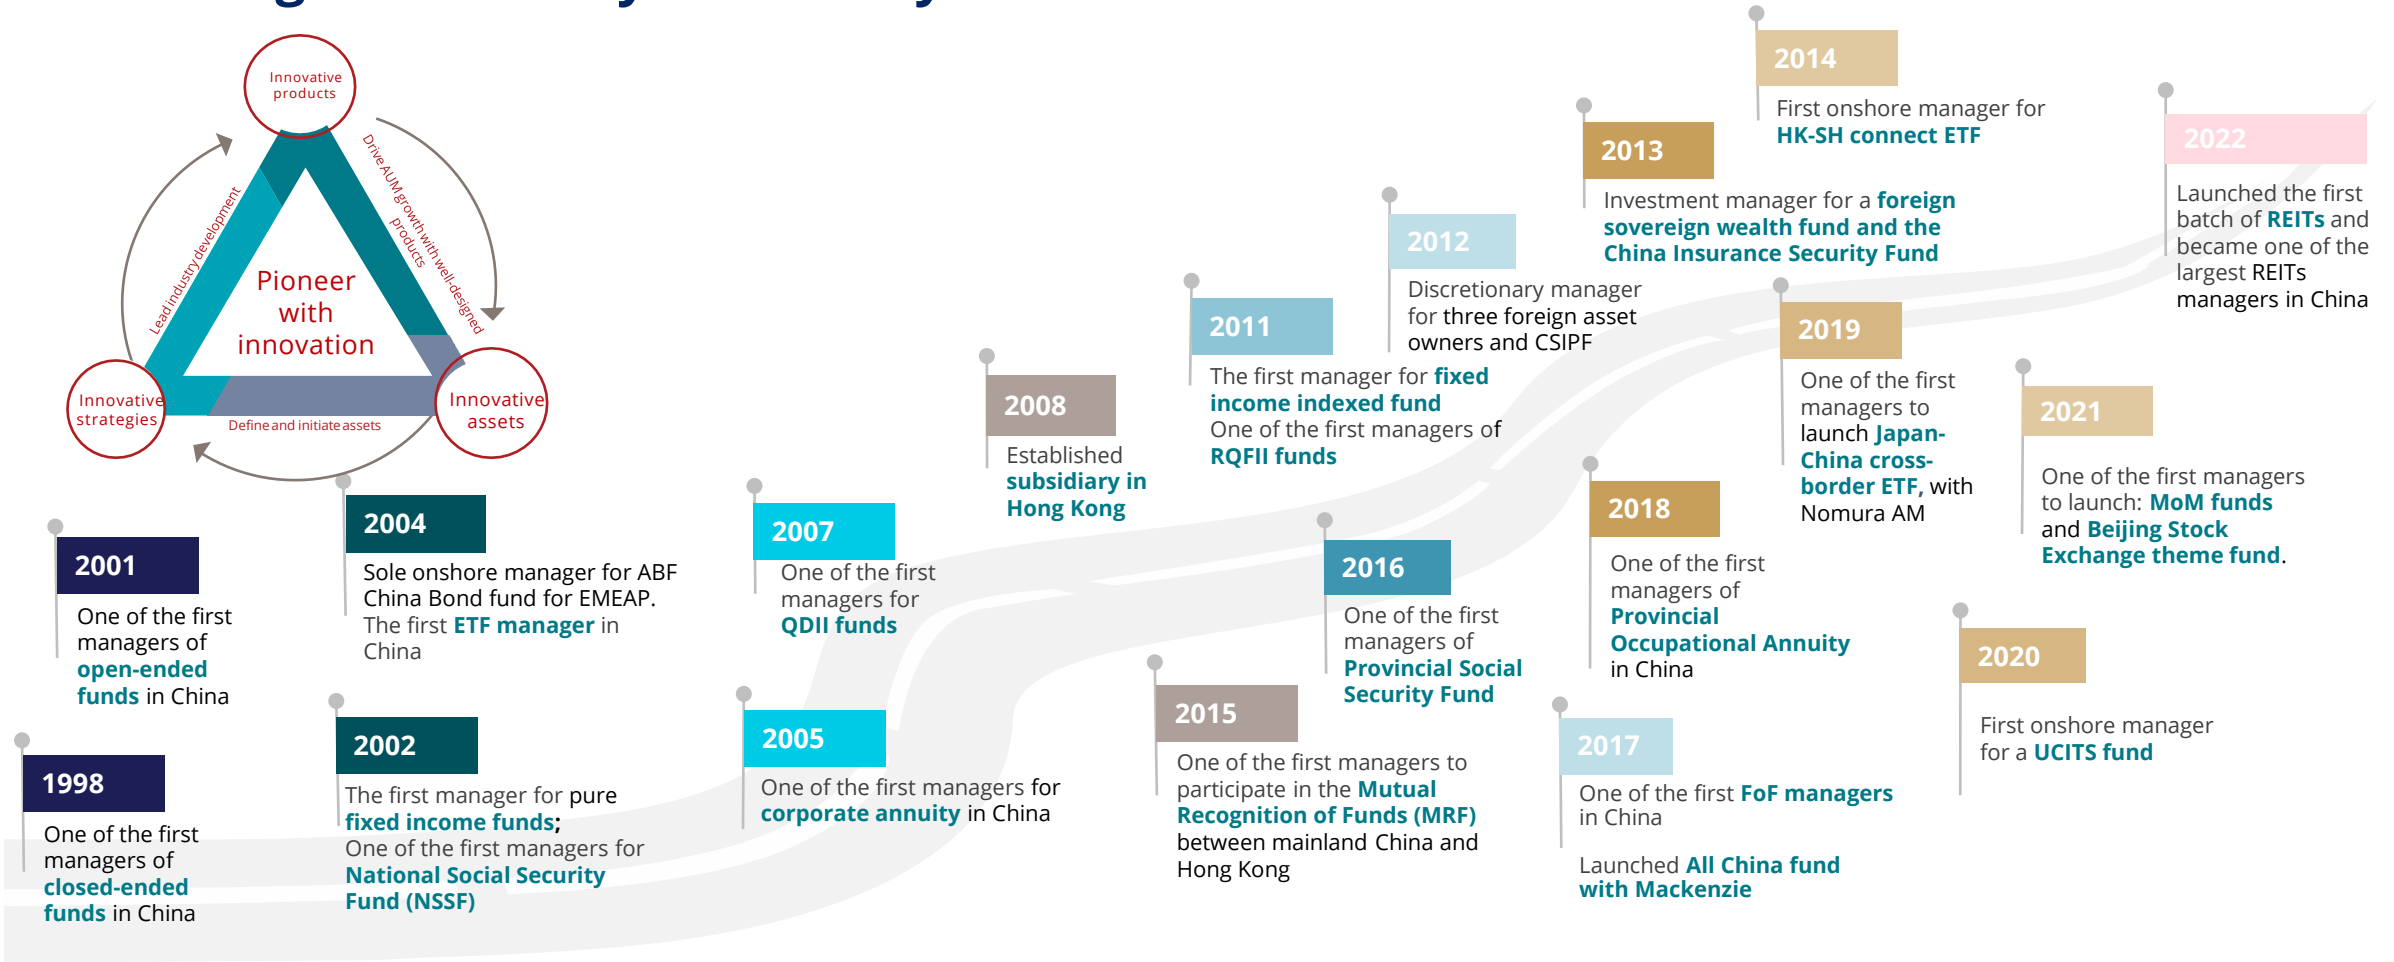 Innovative
products
Lead industry development
Drive AUM growth with well-designed
products
Pioneer
with
innovation
Innovative
strategies
Innovative
assets
Define and initiate assets
1998
One of the first
managers of
closed-ended
funds in China
2001
One of the first
managers of
open-ended
funds in China
2002
The first manager for pure
fixed income funds;
One of the first managers for
National Social Security
Fund (NSSF)
2004
Sole onshore manager for ABF
China Bond fund for EMEAP.
The first ETF manager in
China
2005
One of the first managers for
corporate annuity in China
2007
One of the first
managers for
QDII funds
2008
Established
subsidiary in
Hong Kong
2011
The first manager for fixed
income indexed fund
One of the first managers of
RQFII funds
2012
Discretionary manager
for three foreign asset
owners and CSIPF
2013
Investment manager for a foreign
sovereign wealth fund and the
China Insurance Security Fund
2014
First onshore manager for
HK-SH connect ETF
2015
One of the first managers to
participate in the Mutual
Recognition of Funds (MRF)
between mainland China and
Hong Kong
2016
One of the first
managers of
Provincial Social
Security Fund
2017
One of the first FoF managers
in China
Launched All China fund
with Mackenzie
2018
One of the first
managers of
Provincial
Occupational Annuity
in China
2019
One of the first
managers to
launch Japan-
China cross-
border ETF, with
Nomura AM
2020
First onshore manager
for a UCITS fund
2021
One of the first managers
to launch: MoM funds
and Beijing Stock
Exchange theme fund.
2022
Launched the first
batch of REITs and
became one of the
largest REITs
managers in China